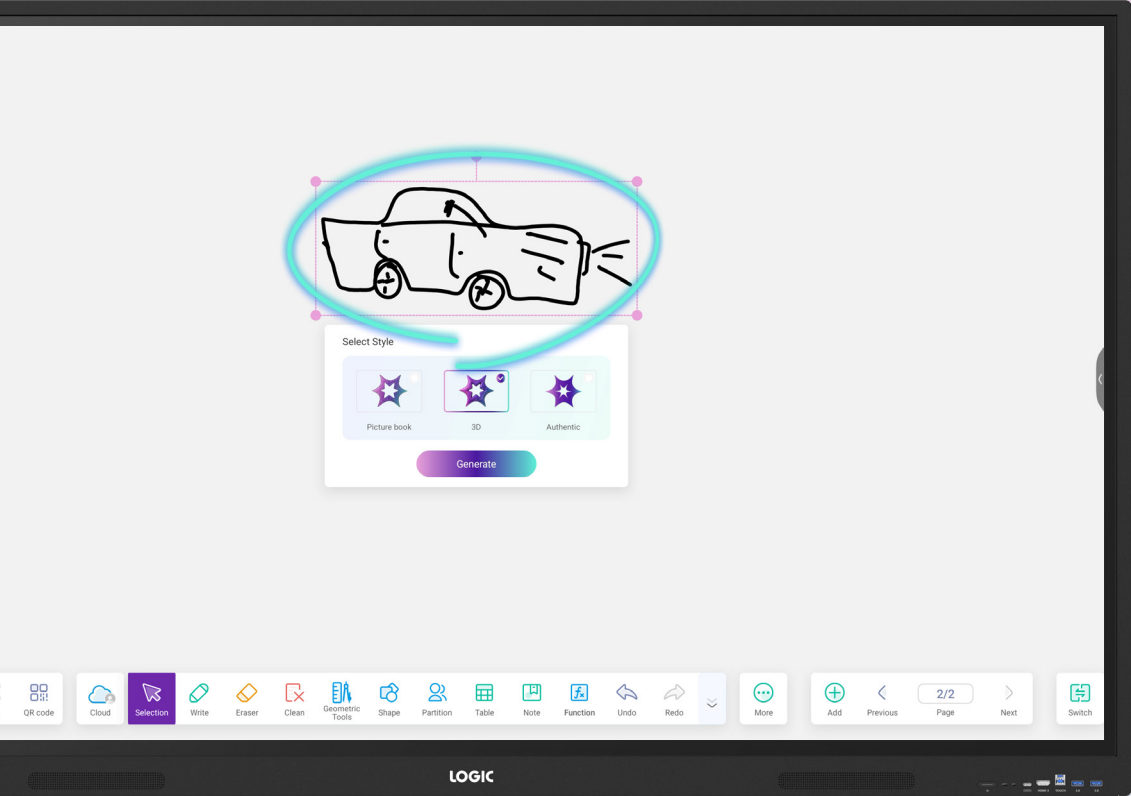 Select Style
Picture book
3D
Authentic
Generate
QR code
Cloud
Selection
Write
Eraser
Clean
Geometric
Tools
Shape
Partition
Table
Note
Function
Undo
Redo
More
Add
Previous
2/2
Page
Next
Switch
LOGIC